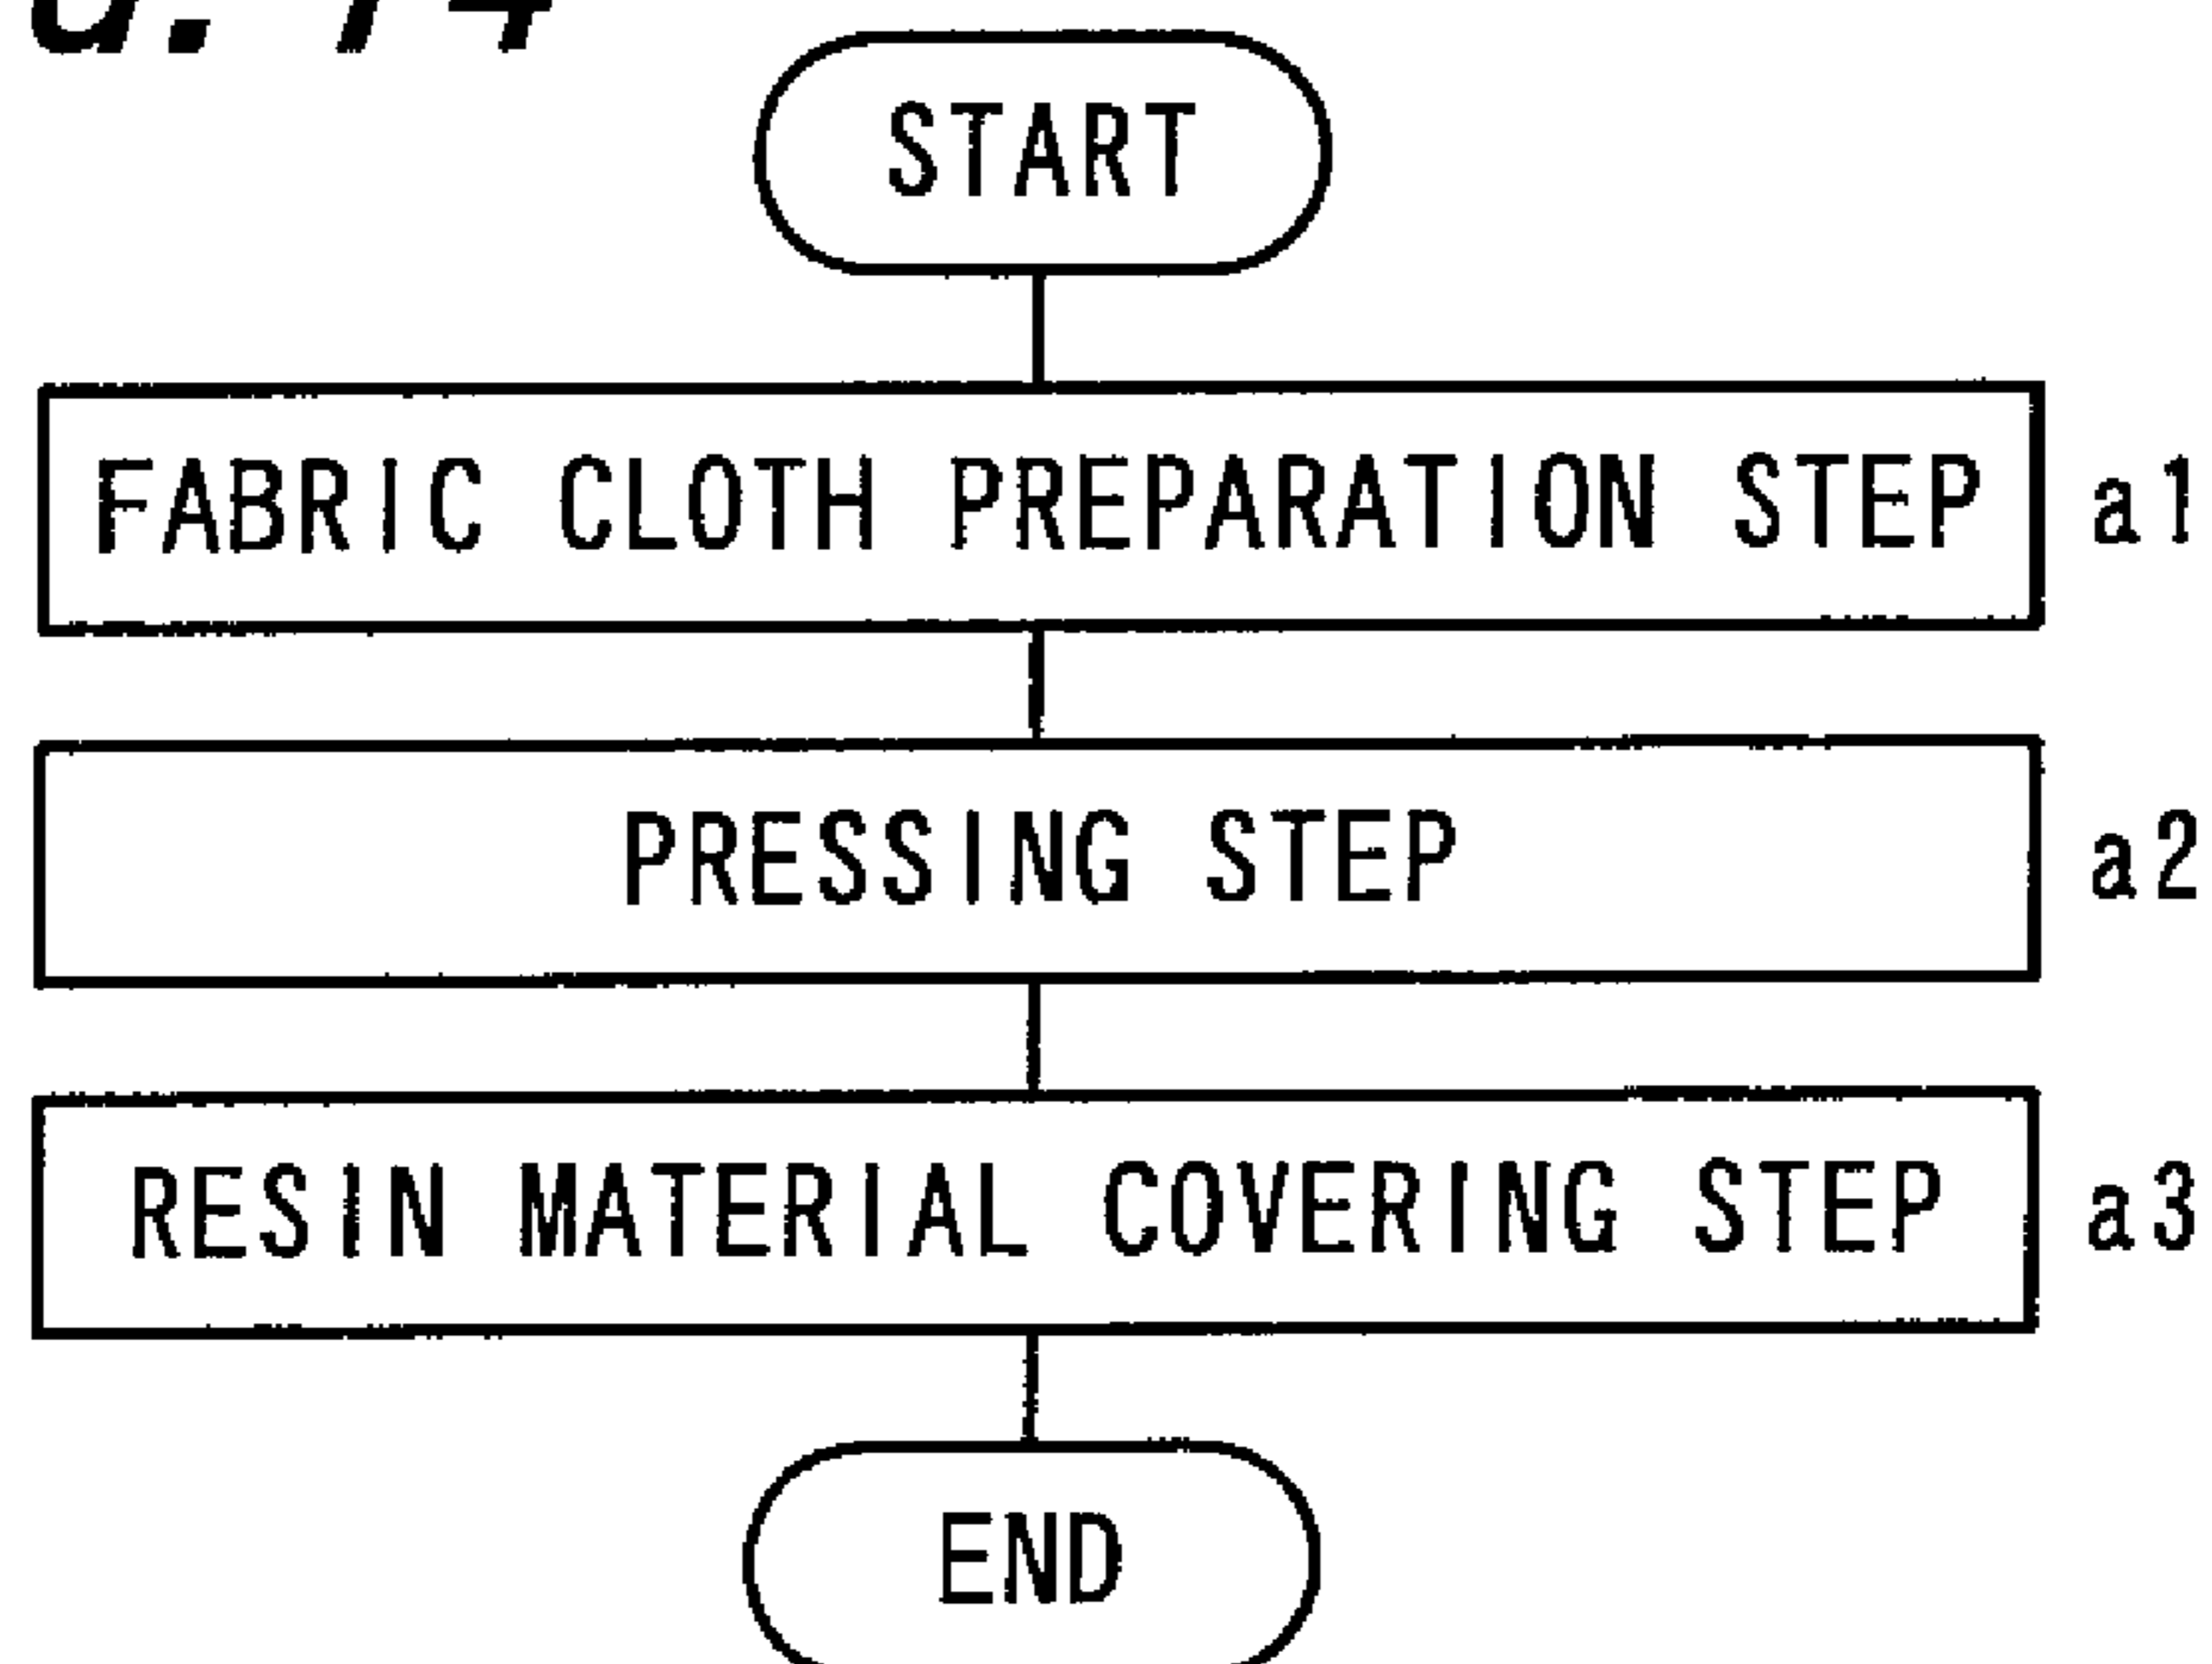 START
FABRIC CLOTH PREPARATION STEP a1
PRESSING STEP a2
RESIN MATERIAL COVERING STEP a3
END